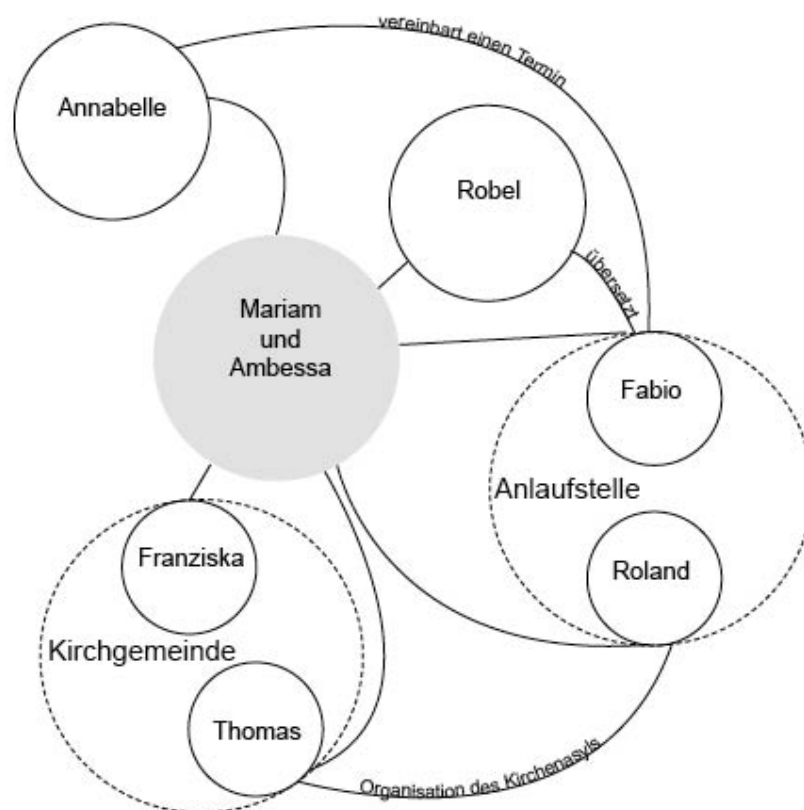 vereinbart einen Termin
Annabelle
Robel
übersetzt
Mariam
und
Ambessa
Fabio
Anlaufstelle
Roland
Franziska
Kirchgemeinde
Thomas
Organisation des Kirchenasyls